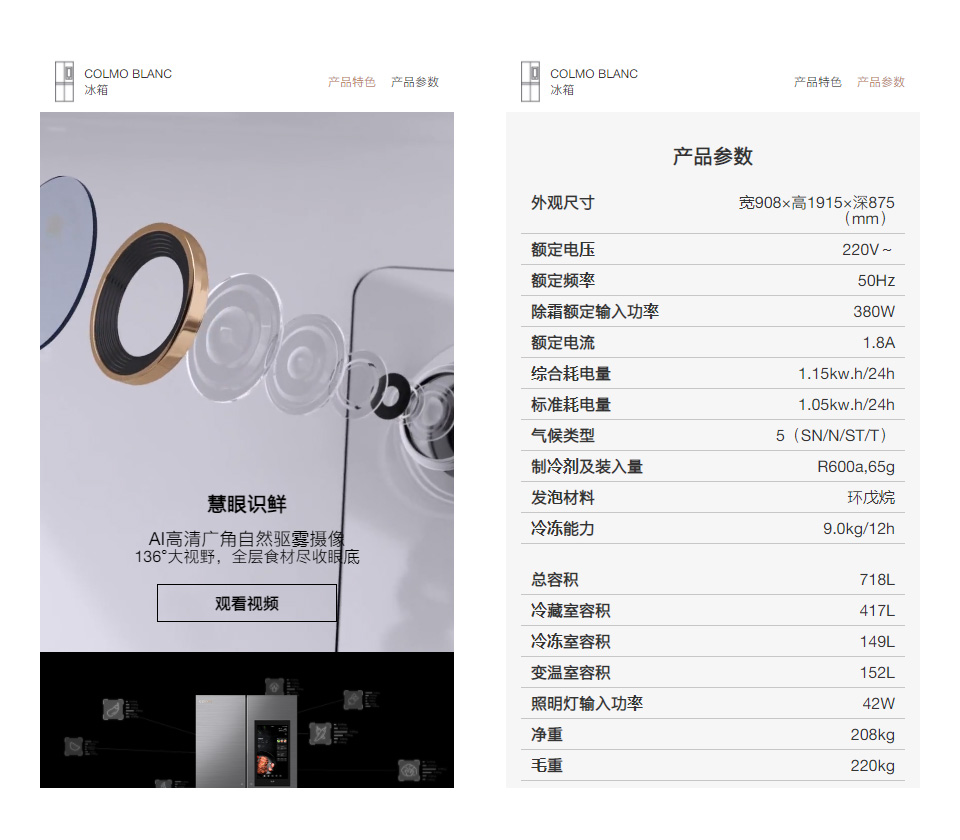 COLMO BLANC
冰箱
产品特色 产品参数
慧眼识鲜
AI高清广角自然驱雾摄像
136°大视野，全层食材尽收眼底
观看视频
COLMO BLANC
冰箱
产品特色 产品参数
产品参数
外观尺寸 宽908×高1915×深875
（mm）
额定电压 220V～
额定频率 50Hz
除霜额定输入功率 380W
额定电流 1.8A
综合耗电量 1.15kw.h/24h
标准耗电量 1.05kw.h/24h
气候类型 5（SN/N/ST/T）
制冷剂及装入量 R600a,65g
发泡材料 环戊烷
冷冻能力 9.0kg/12h
总容积 718L
冷藏室容积 417L
冷冻室容积 149L
变温室容积 152L
照明灯输入功率 42W
净重 208kg
毛重 220kg